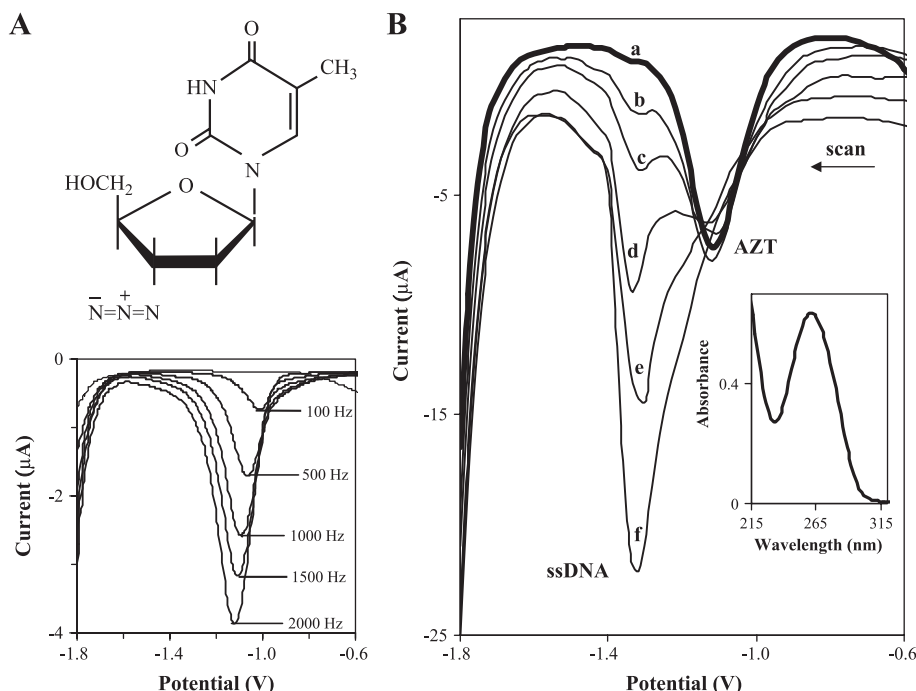 A
O
CH3
HN
O
N
HOCH2
O
− +
N=N=N
0
-2
-4
Current (µA)
100 Hz
500 Hz
1000 Hz
1500 Hz
2000 Hz
-1.8 -1.4 -1.0 -0.6
Potential (V)
B
a
b
c
d
e
f
scan
AZT
ssDNA
-5
-15
-25
Current (µA)
-1.8 -1.4 -1.0
Potential (V)
Absorbance
0.4
0
215 265 315
Wavelength (nm)